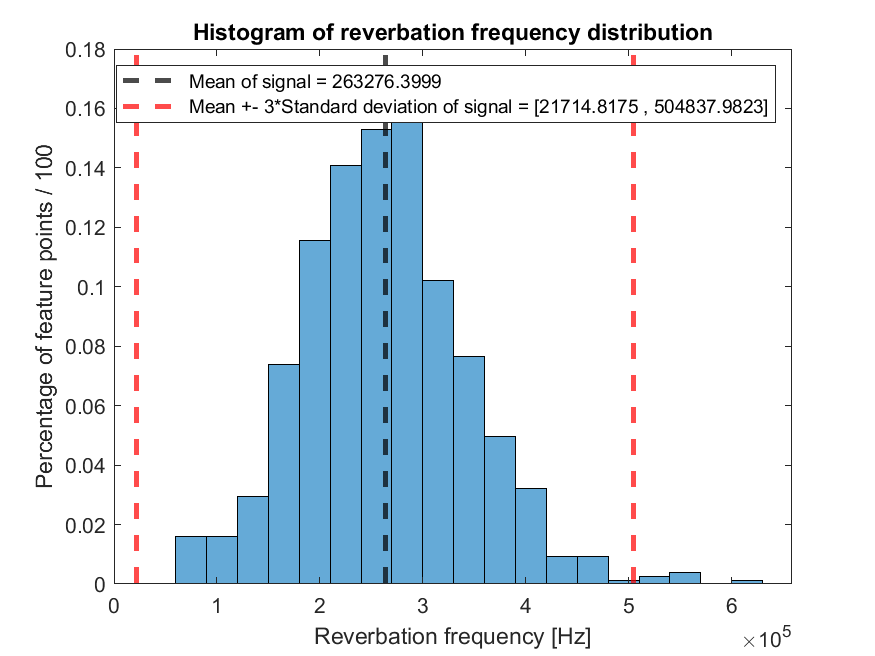 Histogram of reverbation frequency distribution
0.18
0.16
0.14
0.12
0.1
0.08
0.06
0.04
0.02
0
Percentage of feature points / 100
Mean of signal = 263276.3999
Mean +- 3*Standard deviation of signal = [21714.8175 , 504837.9823]
0 1 2 3 4 5 6
×10⁵
Reverbation frequency [Hz]